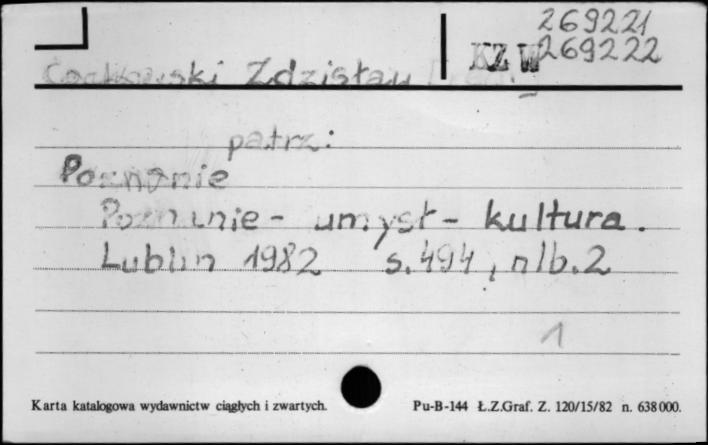 269221
KZ W 269222
Zdzisław
patrz:
Poznanie
Poznanie - umysł - kultura.
Lublin 1982 s. 494, nlb. 2
1
Karta katalogowa wydawnictw ciągłych i zwartych.
Pu-B-144 Ł.Z.Graf. Z. 120/15/82 n. 638000.